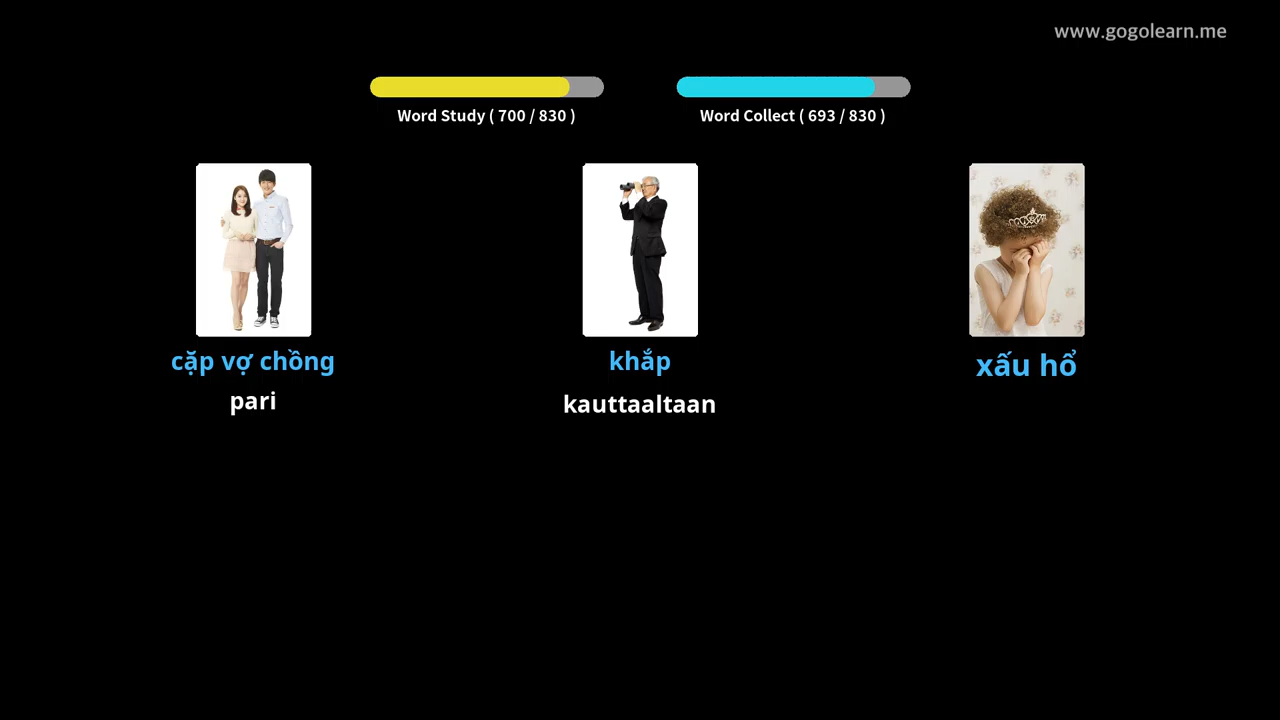 www.gogolearn.me
Word Study ( 700 / 830 )
Word Collect ( 693 / 830 )
cặp vợ chồng
khắp
xấu hổ
pari
kauttaaltaan